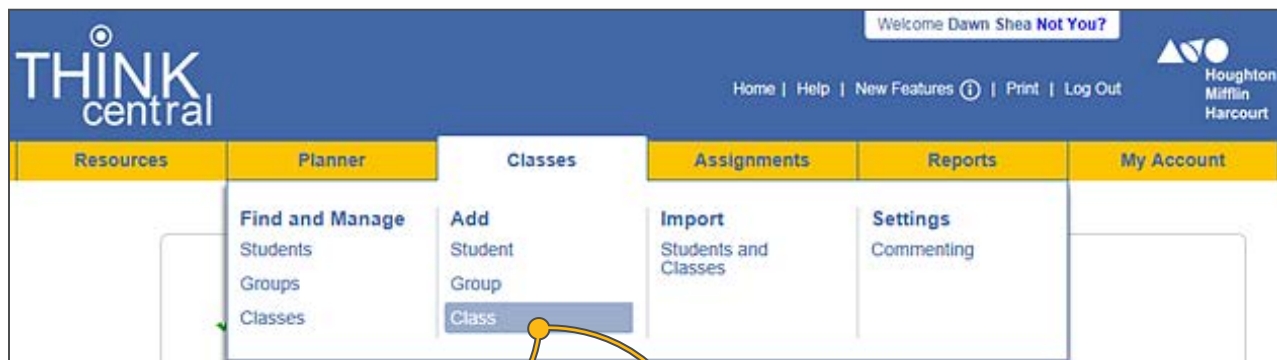 Welcome Dawn Shea Not You?
THINK
central
Home | Help | New Features ⓘ | Print | Log Out
Houghton
Mifflin
Harcourt
Resources Planner Classes Assignments Reports My Account
Find and Manage
Students
Groups
Classes
Add
Student
Group
Class
Import
Students and
Classes
Settings
Commenting